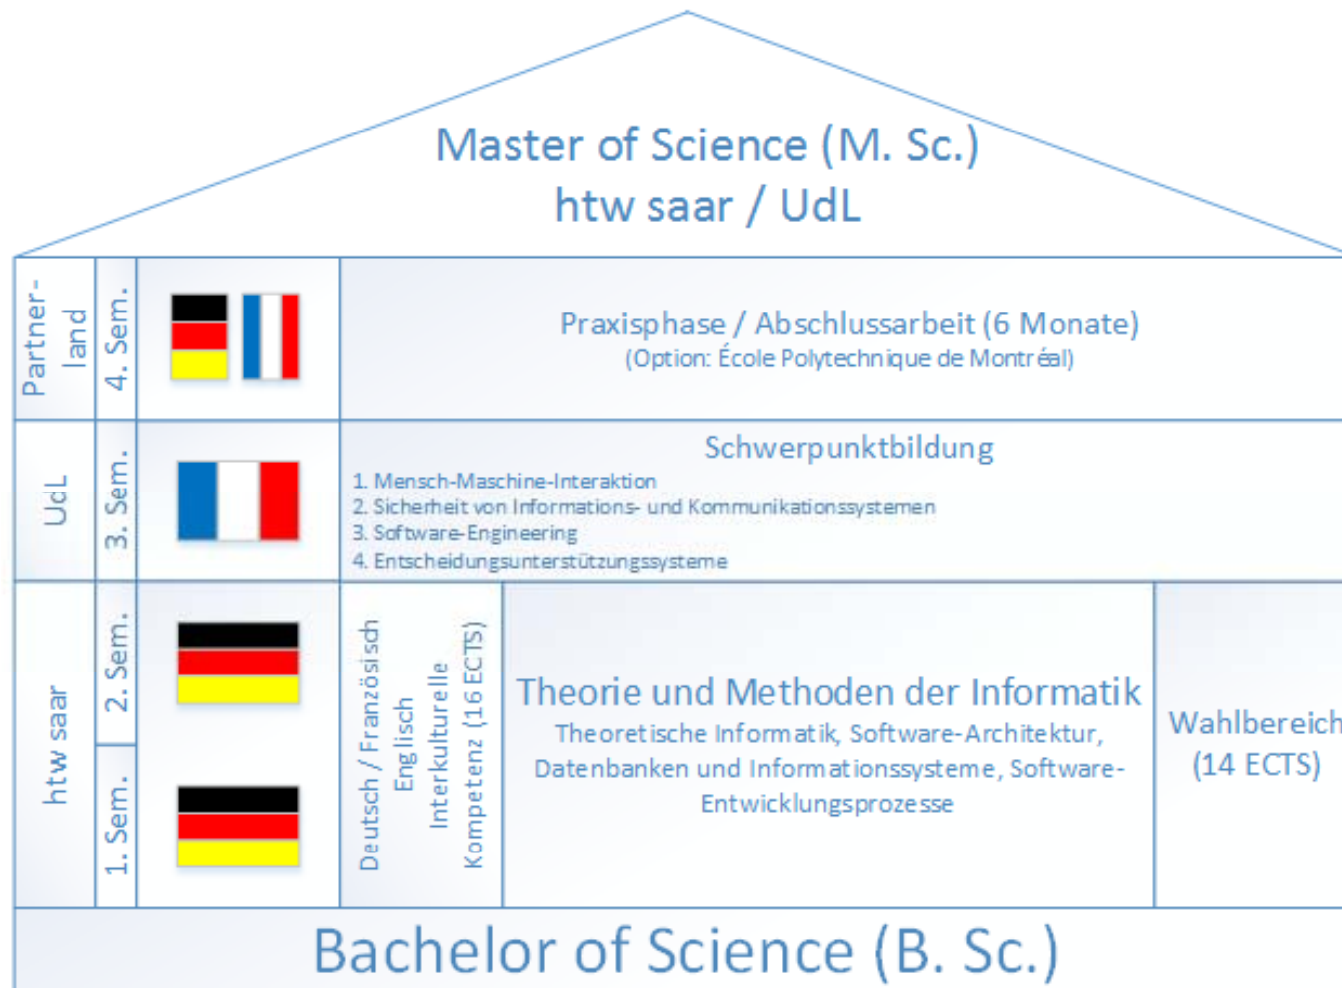 Master of Science (M. Sc.)
htw saar / UdL
Partner-
land
4. Sem.
Praxisphase / Abschlussarbeit (6 Monate)
(Option: École Polytechnique de Montréal)
UdL
3. Sem.
Schwerpunktbildung
1. Mensch-Maschine-Interaktion
2. Sicherheit von Informations- und Kommunikationssystemen
3. Software-Engineering
4. Entscheidungsunterstützungssysteme
htw saar
2. Sem.
1. Sem.
Deutsch / Französisch
Englisch
Interkulturelle
Kompetenz (16 ECTS)
Theorie und Methoden der Informatik
Theoretische Informatik, Software-Architektur,
Datenbanken und Informationssysteme, Software-
Entwicklungsprozesse
Wahlbereich
(14 ECTS)
Bachelor of Science (B. Sc.)